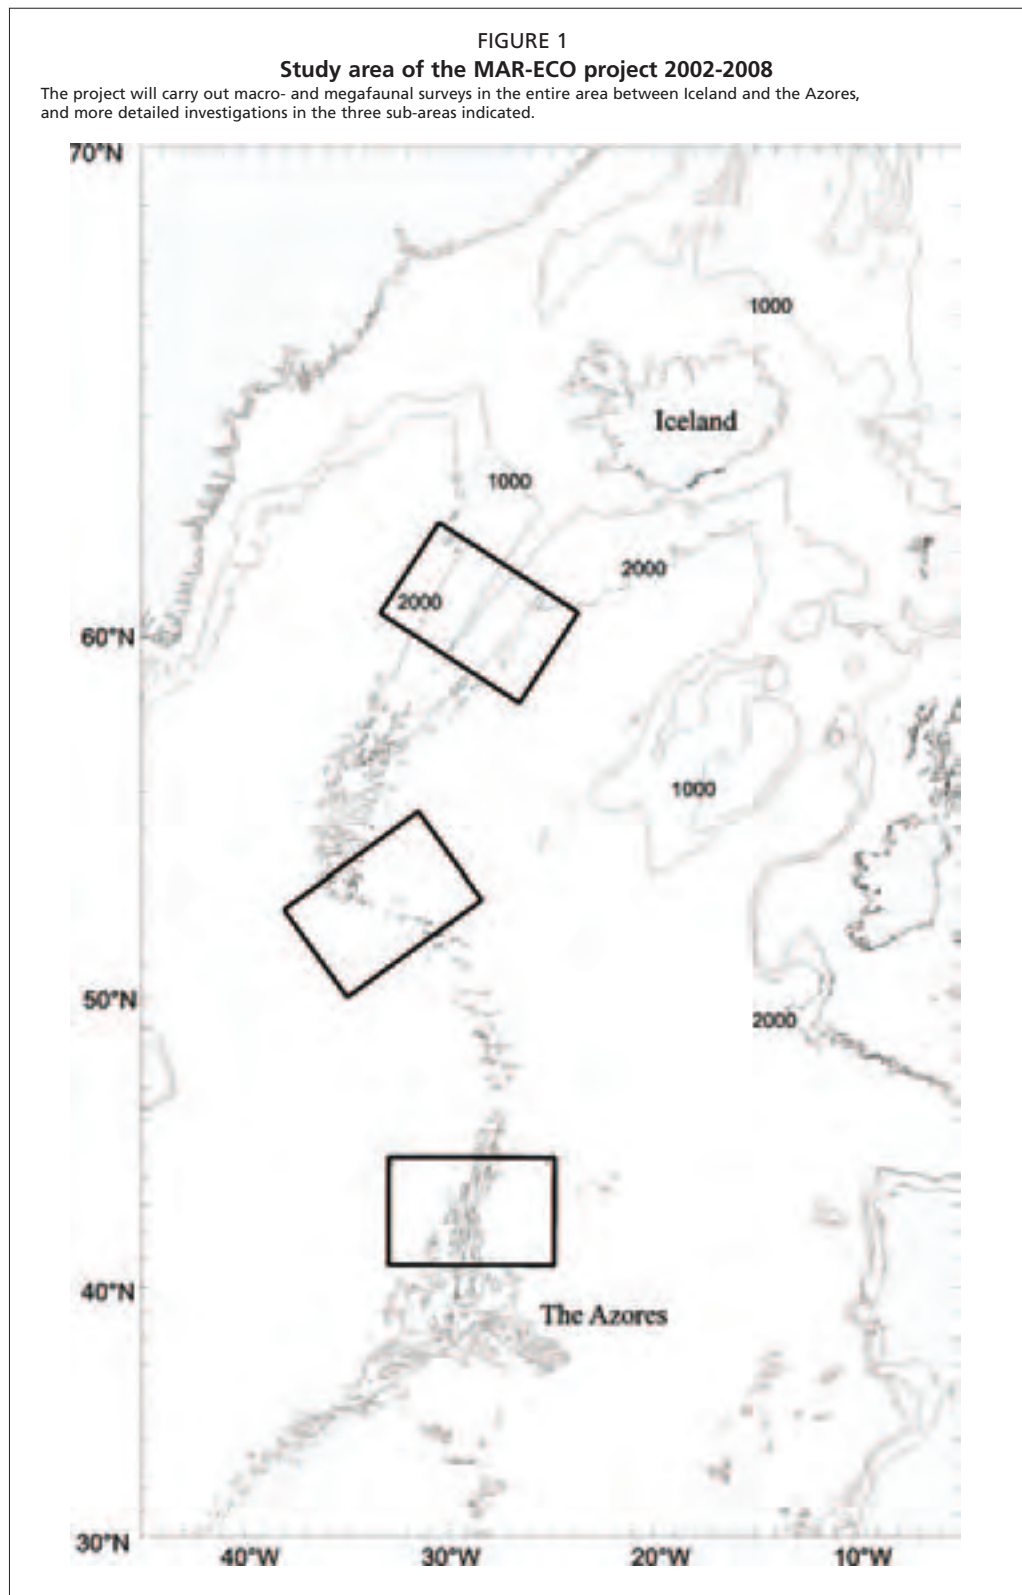 FIGURE 1
Study area of the MAR-ECO project 2002-2008
The project will carry out macro- and megafaunal surveys in the entire area between Iceland and the Azores,
and more detailed investigations in the three sub-areas indicated.
70°N
1000
Iceland
1000
2000
2000
60°N
1000
50°N
2000
40°N
The Azores
30°N
40°W 30°W 20°W 10°W